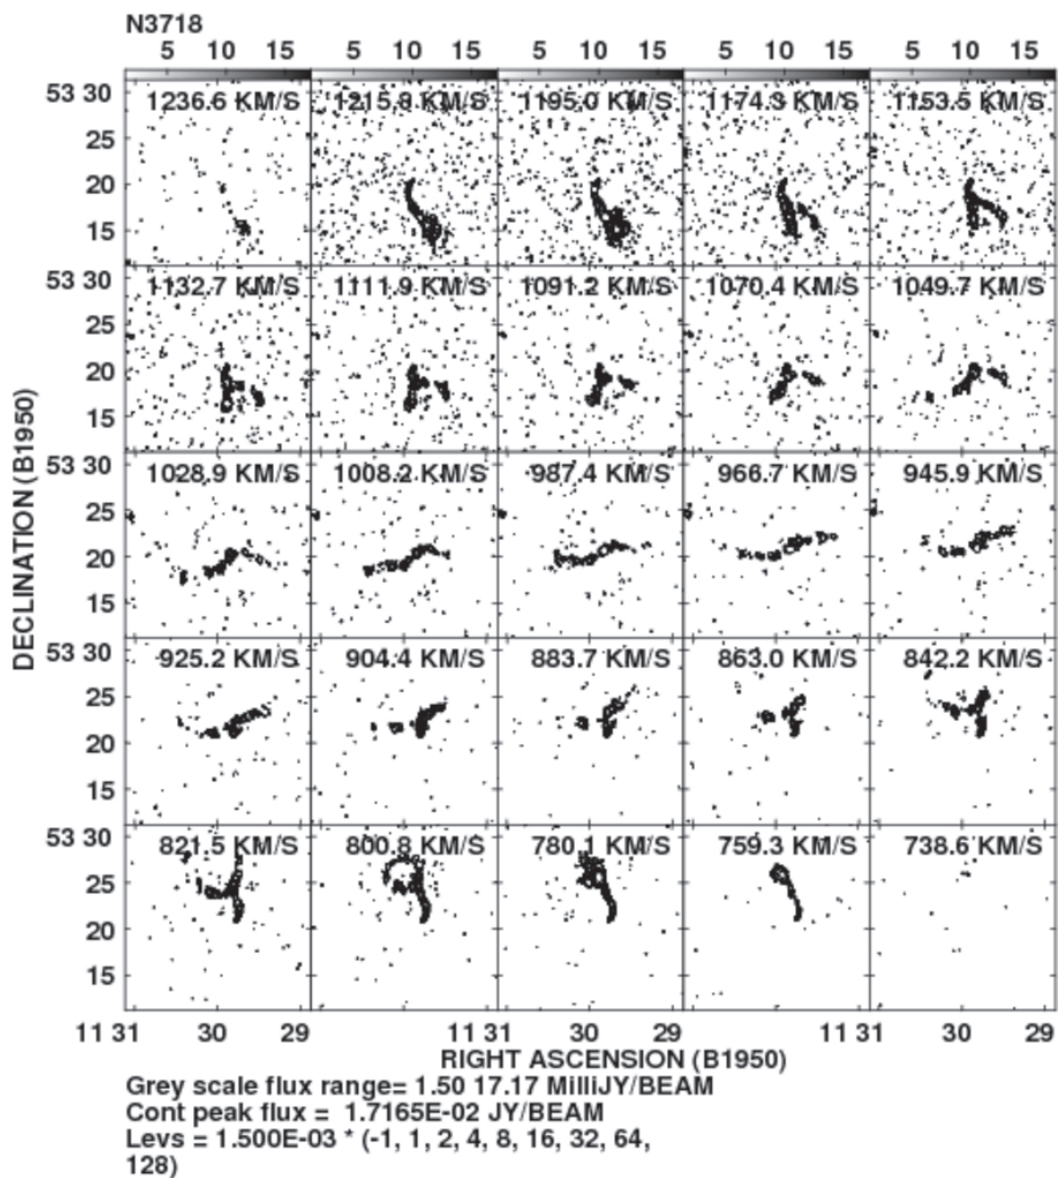 N3718
5 10 15 5 10 15 5 10 15 5 10 15 5 10 15
53 30
1236.6 KM/S 1215.8 KM/S 1195.0 KM/S 1174.3 KM/S 1153.5 KM/S
25
20
15
53 30
1132.7 KM/S 1111.9 KM/S 1091.2 KM/S 1070.4 KM/S 1049.7 KM/S
25
20
15
53 30
1028.9 KM/S 1008.2 KM/S 987.4 KM/S 966.7 KM/S 945.9 KM/S
25
20
15
53 30
925.2 KM/S 904.4 KM/S 883.7 KM/S 863.0 KM/S 842.2 KM/S
25
20
15
53 30
821.5 KM/S 800.8 KM/S 780.1 KM/S 759.3 KM/S 738.6 KM/S
25
20
15
DECLINATION (B1950)
11 31 30 29 11 31 30 29 11 31 30 29
RIGHT ASCENSION (B1950)
Grey scale flux range= 1.50 17.17 MilliJY/BEAM
Cont peak flux = 1.7165E-02 JY/BEAM
Levs = 1.500E-03 * (-1, 1, 2, 4, 8, 16, 32, 64,
128)